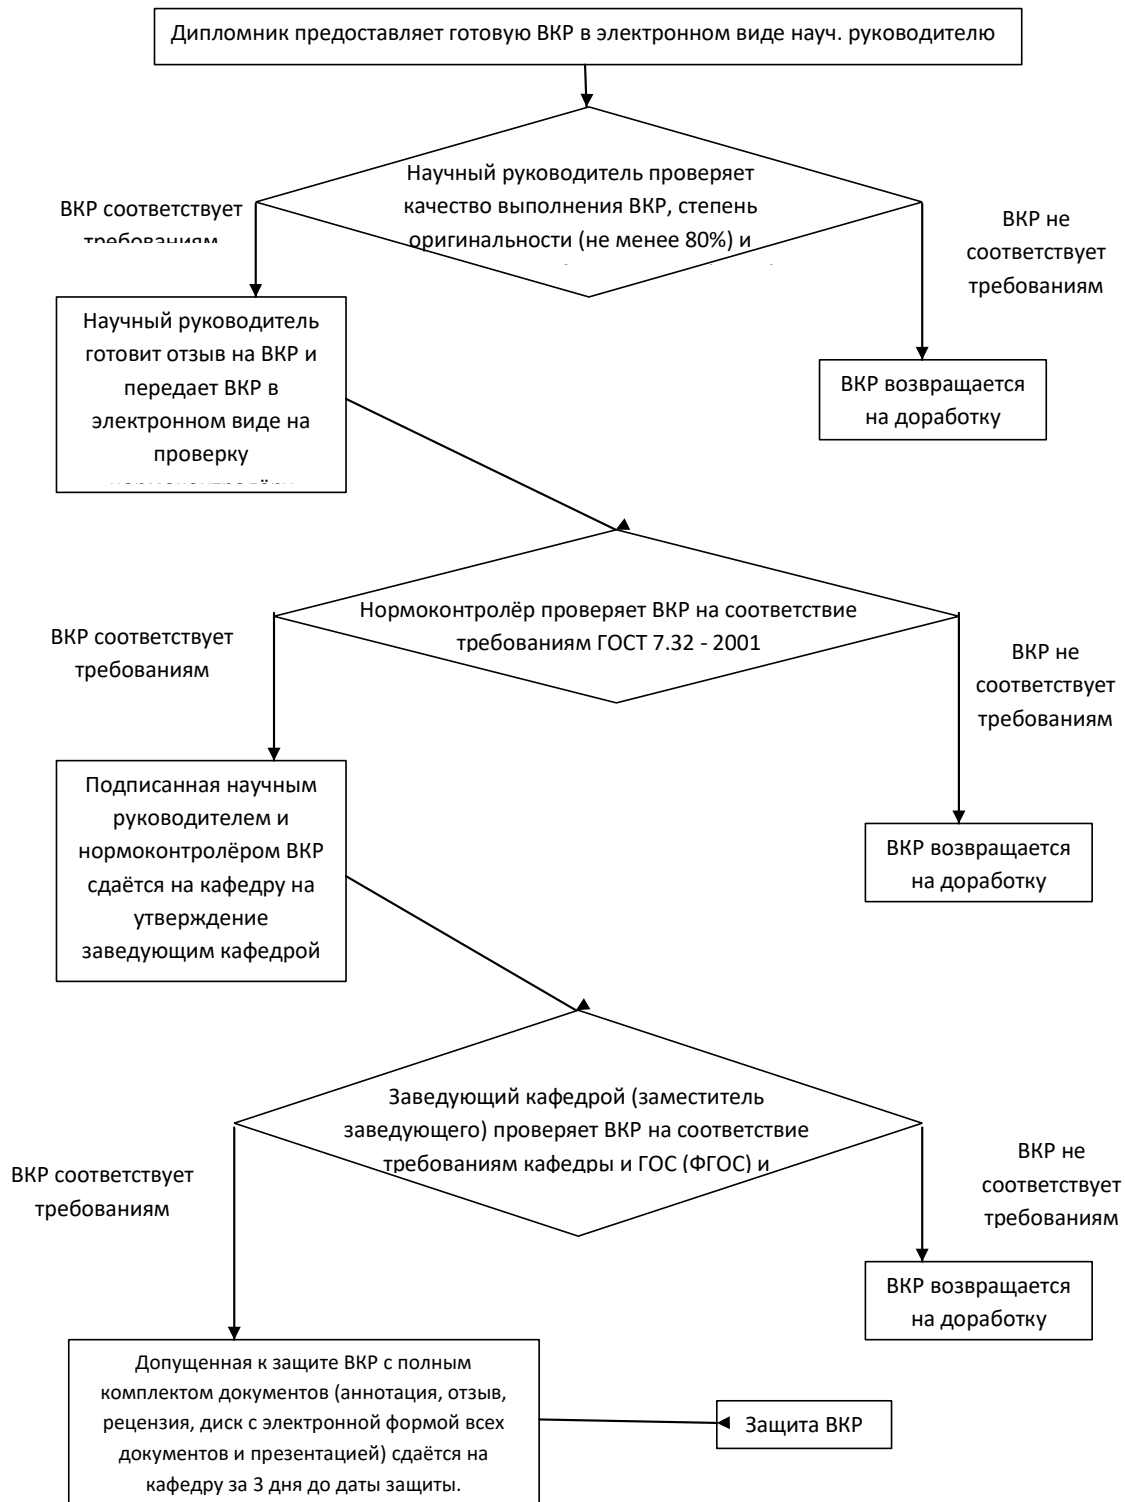 Дипломник предоставляет готовую ВКР в электронном виде науч. руководителю
Научный руководитель проверяет
качество выполнения ВКР, степень
оригинальности (не менее 80%) и
ВКР соответствует
требованиям
ВКР не
соответствует
требованиям
Научный руководитель
готовит отзыв на ВКР и
передает ВКР в
электронном виде на
проверку
ВКР возвращается
на доработку
Нормоконтролёр проверяет ВКР на соответствие
требованиям ГОСТ 7.32 - 2001
ВКР соответствует
требованиям
ВКР не
соответствует
требованиям
Подписанная научным
руководителем и
нормоконтролёром ВКР
сдаётся на кафедру на
утверждение
заведующим кафедрой
ВКР возвращается
на доработку
Заведующий кафедрой (заместитель
заведующего) проверяет ВКР на соответствие
требованиям кафедры и ГОС (ФГОС) и
ВКР соответствует
требованиям
ВКР не
соответствует
требованиям
ВКР возвращается
на доработку
Допущенная к защите ВКР с полным
комплектом документов (аннотация, отзыв,
рецензия, диск с электронной формой всех
документов и презентацией) сдаётся на
кафедру за 3 дня до даты защиты.
Защита ВКР